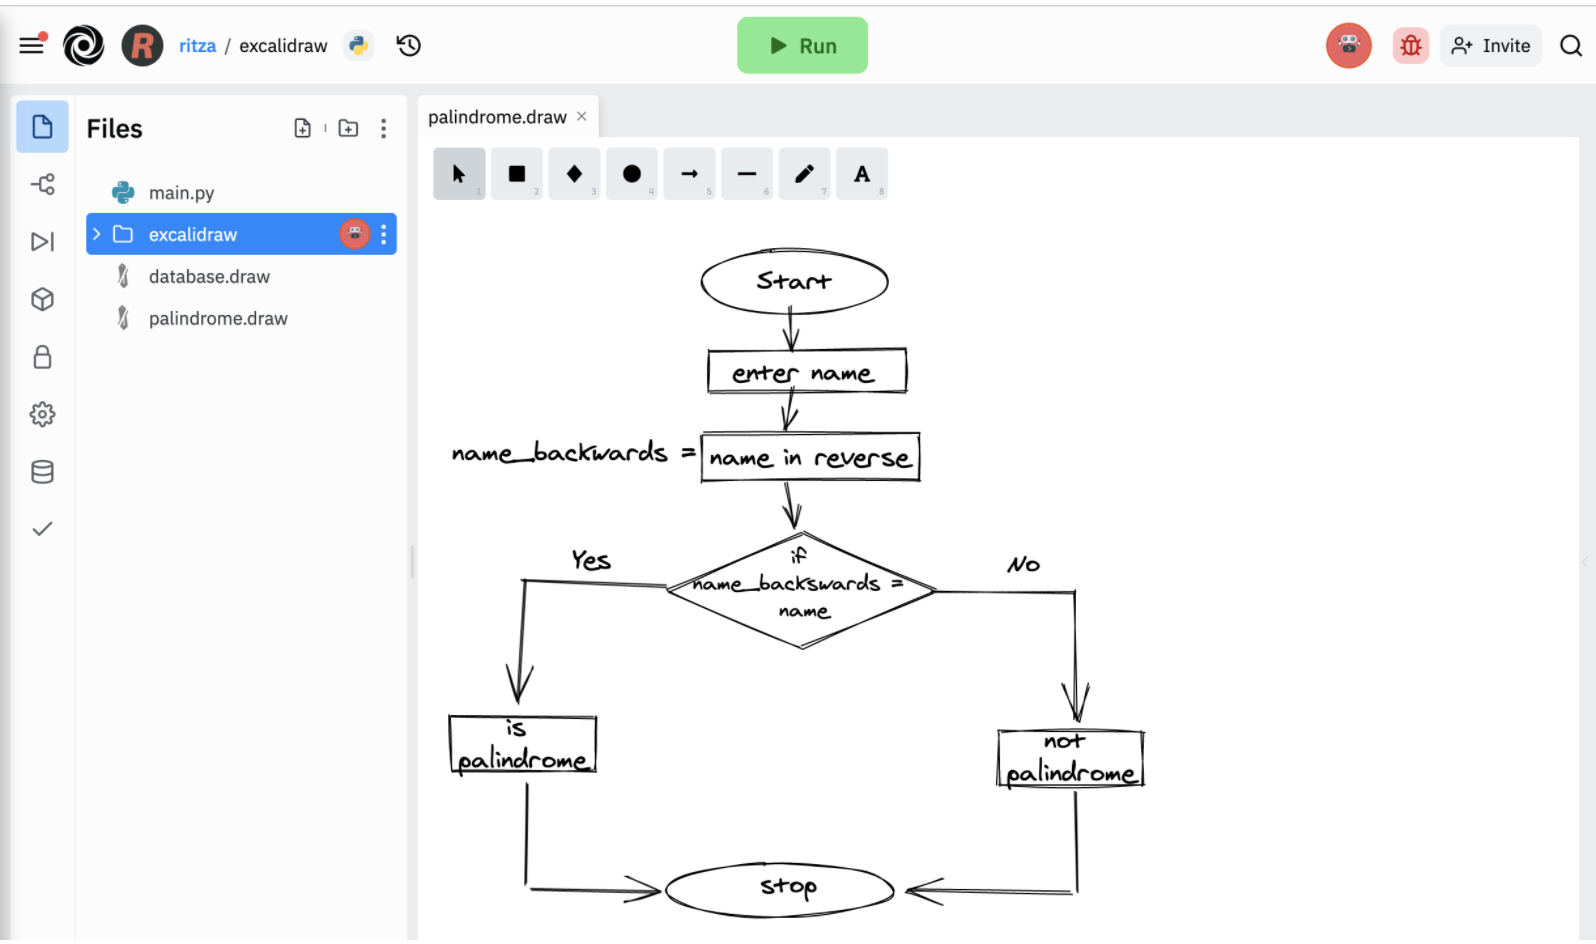 R ritza / excalidraw
Run
Invite
Files
main.py
excalidraw
database.draw
palindrome.draw
palindrome.draw ×
1 2 3 4 5 6 7 A 8
Start
enter name
name_backwards =
name in reverse
Yes
No
if
name_backswards =
name
is
palindrome
not
palindrome
stop